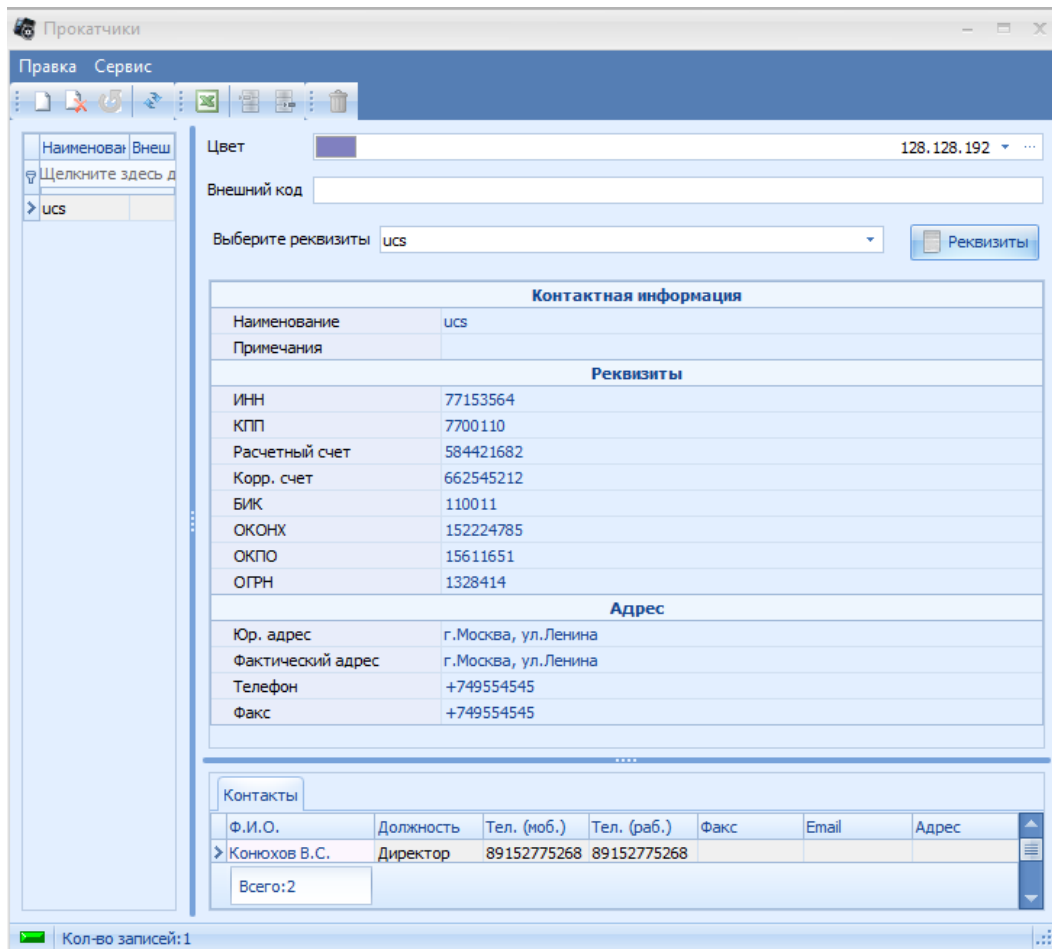 Прокатчики
Правка Сервис
Наименован Внеш
Щелкните здесь д
ucs
Цвет 128.128.192
Внешний код
Выберите реквизиты ucs Реквизиты
Контактная информация
Наименование ucs
Примечания
Реквизиты
ИНН 77153564
КПП 7700110
Расчетный счет 584421682
Корр. счет 662545212
БИК 110011
ОКОНХ 152224785
ОКПО 15611651
ОГРН 1328414
Адрес
Юр. адрес г.Москва, ул.Ленина
Фактический адрес г.Москва, ул.Ленина
Телефон +749554545
Факс +749554545
Контакты
Ф.И.О. Должность Тел. (моб.) Тел. (раб.) Факс Email Адрес
Конюхов В.С. Директор 89152775268 89152775268
Всего:2
Кол-во записей:1